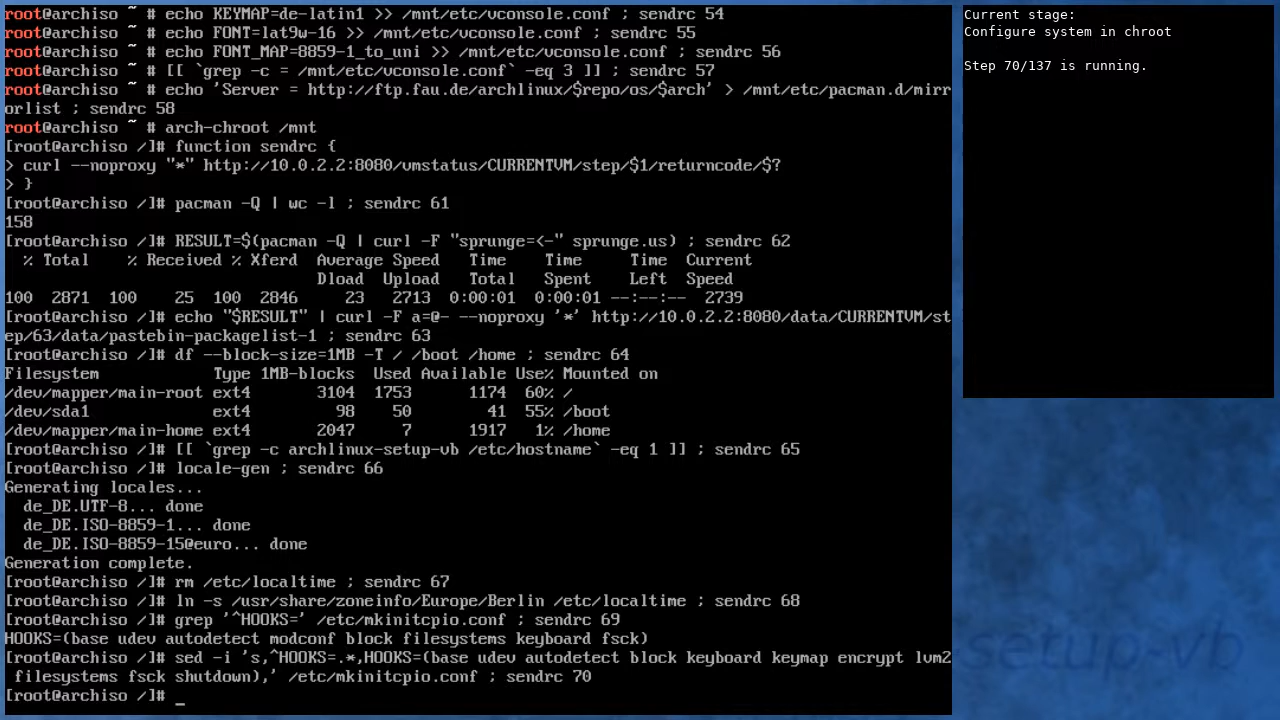 root@archiso ~ # echo KEYMAP=de-latin1 >> /mnt/etc/vconsole.conf ; sendrc 54
root@archiso ~ # echo FONT=lat9w-16 >> /mnt/etc/vconsole.conf ; sendrc 55
root@archiso ~ # echo FONT_MAP=8859-1_to_uni >> /mnt/etc/vconsole.conf ; sendrc 56
root@archiso ~ # [[ `grep -c = /mnt/etc/vconsole.conf` -eq 3 ]] ; sendrc 57
root@archiso ~ # echo 'Server = http://ftp.fau.de/archlinux/$repo/os/$arch' > /mnt/etc/pacman.d/mirr
orlist ; sendrc 58
root@archiso ~ # arch-chroot /mnt
[root@archiso /]# function sendrc {
> curl --noproxy "*" http://10.0.2.2:8080/vmstatus/CURRENTVM/step/$1/returncode/$?
> }
[root@archiso /]# pacman -Q | wc -l ; sendrc 61
158
[root@archiso /]# RESULT=$(pacman -Q | curl -F "sprunge=<-" sprunge.us) ; sendrc 62
  % Total    % Received % Xferd  Average Speed   Time    Time     Time  Current
                                 Dload  Upload   Total   Spent    Left  Speed
100  2871  100    25  100  2846     23   2713  0:00:01  0:00:01 --:--:--  2739
[root@archiso /]# echo "$RESULT" | curl -F a=@- --noproxy '*' http://10.0.2.2:8080/data/CURRENTVM/st
ep/63/data/pastebin-packagelist-1 ; sendrc 63
[root@archiso /]# df --block-size=1MB -T / /boot /home ; sendrc 64
Filesystem            Type 1MB-blocks  Used Available Use% Mounted on
/dev/mapper/main-root ext4       3104  1753      1174  60% /
/dev/sda1             ext4         98    50        41  55% /boot
/dev/mapper/main-home ext4       2047     7      1917   1% /home
[root@archiso /]# [[ `grep -c archlinux-setup-vb /etc/hostname` -eq 1 ]] ; sendrc 65
[root@archiso /]# locale-gen ; sendrc 66
Generating locales...
  de_DE.UTF-8... done
  de_DE.ISO-8859-1... done
  de_DE.ISO-8859-15@euro... done
Generation complete.
[root@archiso /]# rm /etc/localtime ; sendrc 67
[root@archiso /]# ln -s /usr/share/zoneinfo/Europe/Berlin /etc/localtime ; sendrc 68
[root@archiso /]# grep '^HOOKS=' /etc/mkinitcpio.conf ; sendrc 69
HOOKS=(base udev autodetect modconf block filesystems keyboard fsck)
[root@archiso /]# sed -i 's,^HOOKS=.*,HOOKS=(base udev autodetect block keyboard keymap encrypt lvm2
 filesystems fsck shutdown),' /etc/mkinitcpio.conf ; sendrc 70
[root@archiso /]# _
Current stage:
Configure system in chroot
Step 70/137 is running.
setup-vb